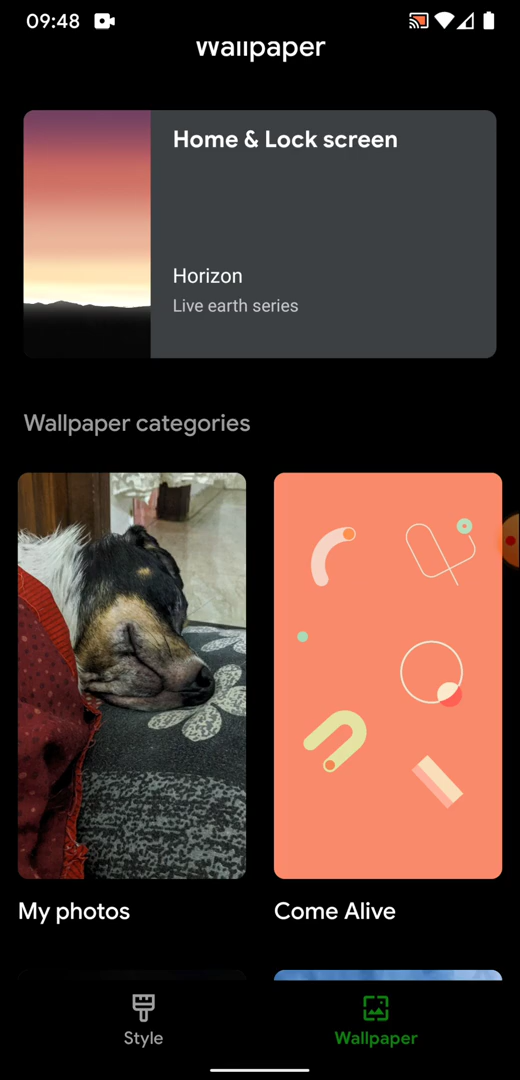 09:48
Wallpaper
Home & Lock screen
Horizon
Live earth series
Wallpaper categories
My photos
Come Alive
Style
Wallpaper